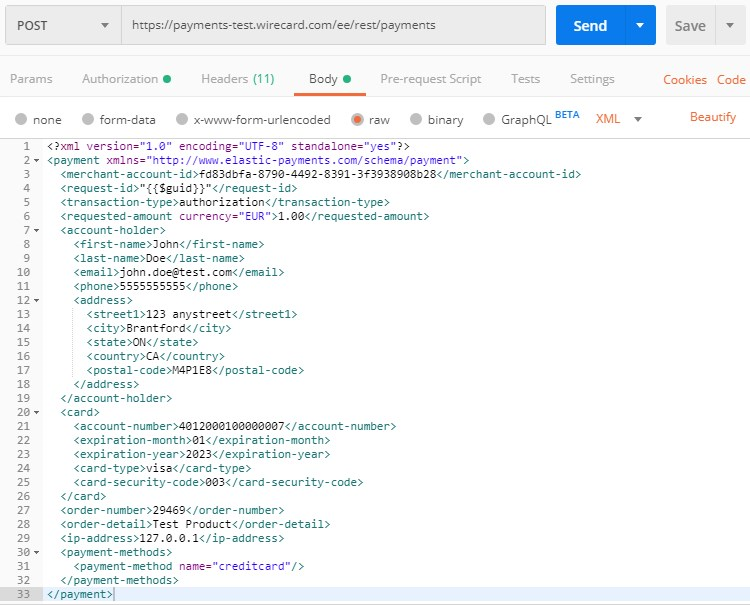 POST https://payments-test.wirecard.com/ee/rest/payments Send Save
Params Authorization Headers (11) Body Pre-request Script Tests Settings Cookies Code
none form-data x-www-form-urlencoded raw binary GraphQL BETA XML Beautify
1 <?xml version="1.0" encoding="UTF-8" standalone="yes"?>
2 <payment xmlns="http://www.elastic-payments.com/schema/payment">
3 <merchant-account-id>fd83dbfa-8790-4492-8391-3f3938908b28</merchant-account-id>
4 <request-id>"{{$guid}}"</request-id>
5 <transaction-type>authorization</transaction-type>
6 <requested-amount currency="EUR">1.00</requested-amount>
7 <account-holder>
8 <first-name>John</first-name>
9 <last-name>Doe</last-name>
10 <email>john.doe@test.com</email>
11 <phone>5555555555</phone>
12 <address>
13 <street1>123 anystreet</street1>
14 <city>Brantford</city>
15 <state>ON</state>
16 <country>CA</country>
17 <postal-code>M4P1E8</postal-code>
18 </address>
19 </account-holder>
20 <card>
21 <account-number>4012000100000007</account-number>
22 <expiration-month>01</expiration-month>
23 <expiration-year>2023</expiration-year>
24 <card-type>visa</card-type>
25 <card-security-code>003</card-security-code>
26 </card>
27 <order-number>29469</order-number>
28 <order-detail>Test Product</order-detail>
29 <ip-address>127.0.0.1</ip-address>
30 <payment-methods>
31 <payment-method name="creditcard"/>
32 </payment-methods>
33 </payment>